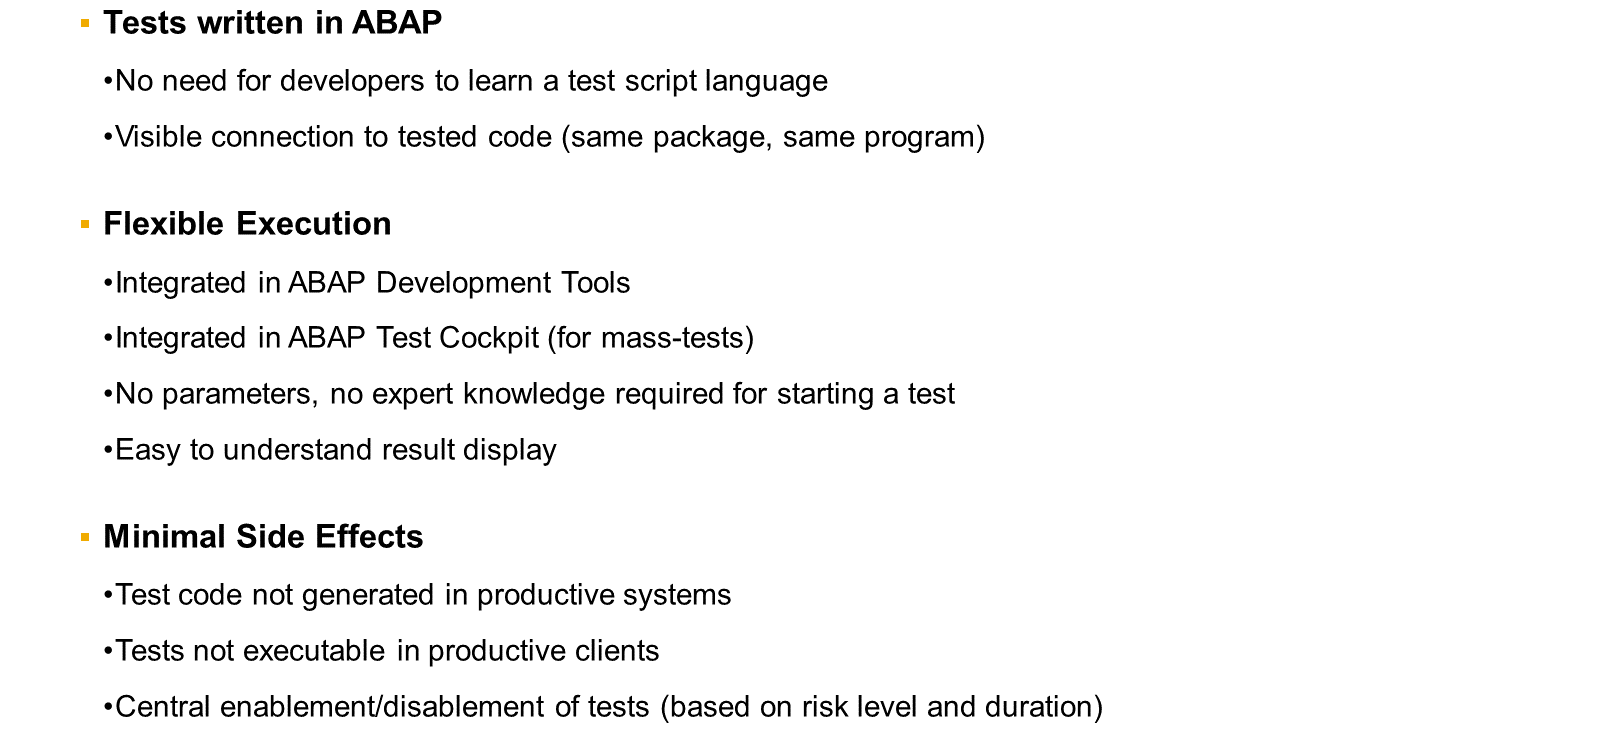 ▪ Tests written in ABAP
•No need for developers to learn a test script language
•Visible connection to tested code (same package, same program)
▪ Flexible Execution
•Integrated in ABAP Development Tools
•Integrated in ABAP Test Cockpit (for mass-tests)
•No parameters, no expert knowledge required for starting a test
•Easy to understand result display
▪ Minimal Side Effects
•Test code not generated in productive systems
•Tests not executable in productive clients
•Central enablement/disablement of tests (based on risk level and duration)